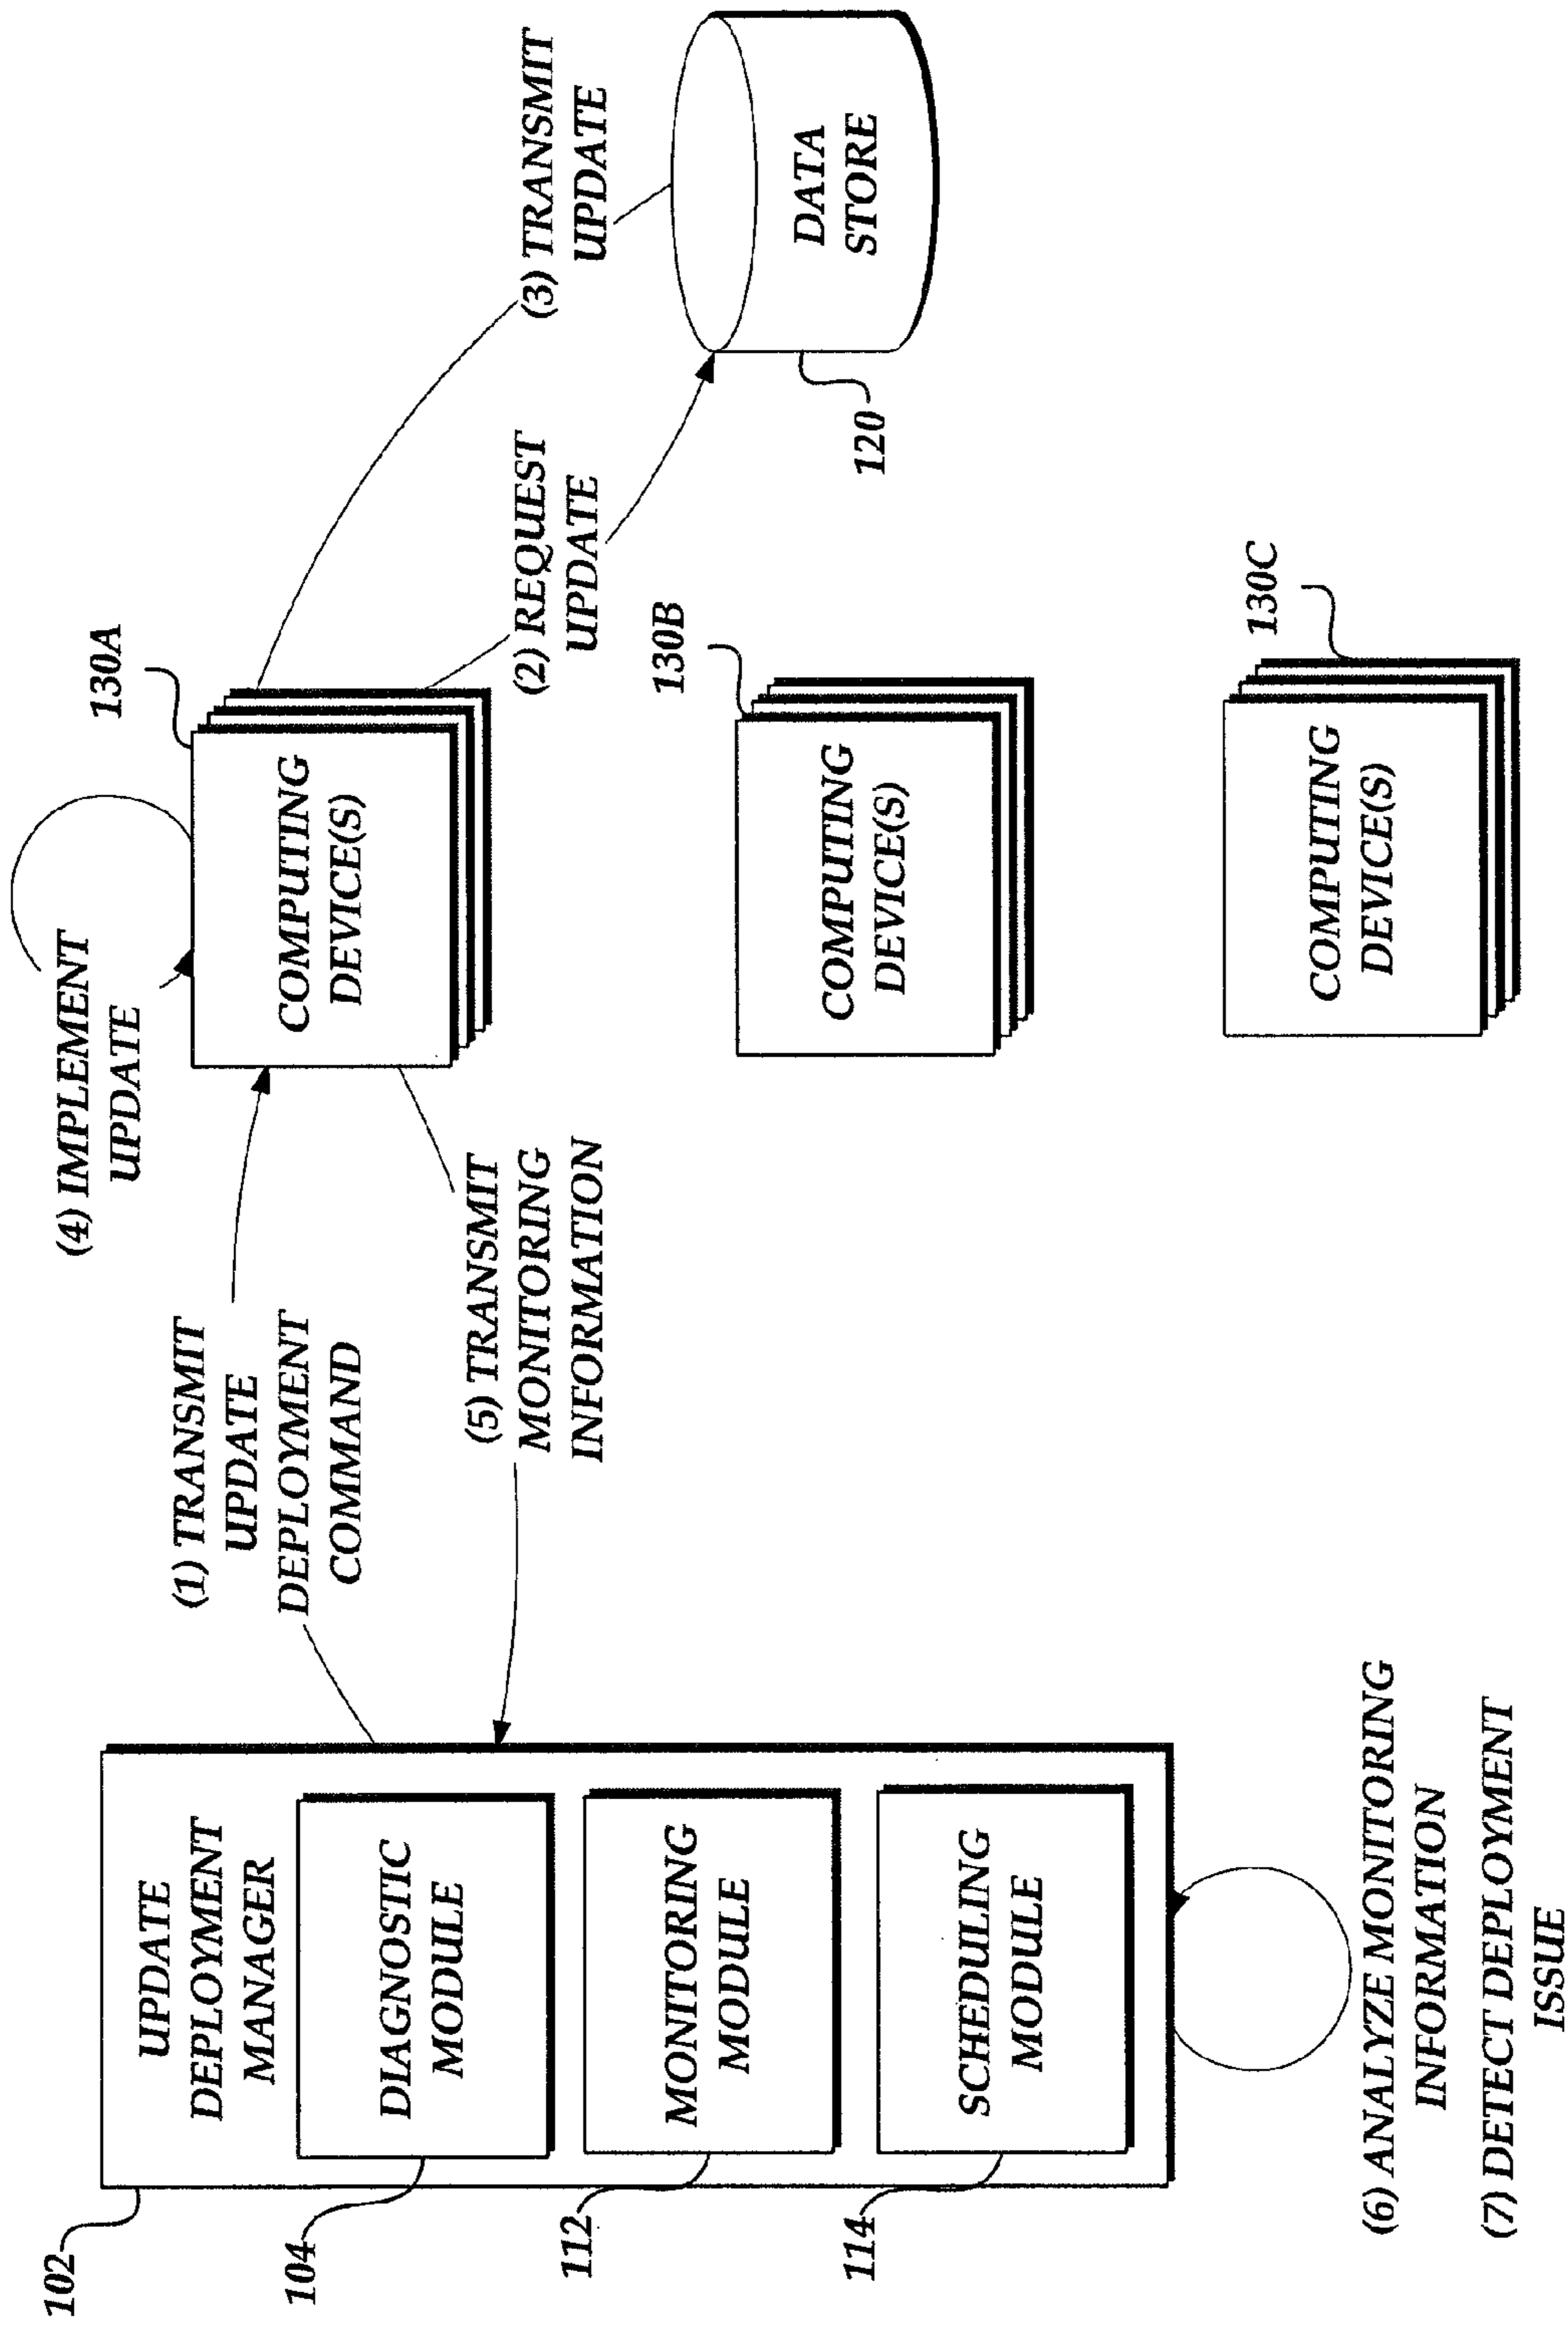 102
UPDATE
DEPLOYMENT
MANAGER
104
DIAGNOSTIC
MODULE
112
MONITORING
MODULE
114
SCHEDULING
MODULE
(6) ANALYZE MONITORING
INFORMATION
(7) DETECT DEPLOYMENT
ISSUE
(1) TRANSMIT
UPDATE
DEPLOYMENT
COMMAND
(5) TRANSMIT
MONITORING
INFORMATION
(4) IMPLEMENT
UPDATE
130A
COMPUTING
DEVICE(S)
130B
COMPUTING
DEVICE(S)
130C
COMPUTING
DEVICE(S)
(2) REQUEST
UPDATE
(3) TRANSMIT
UPDATE
120
DATA
STORE